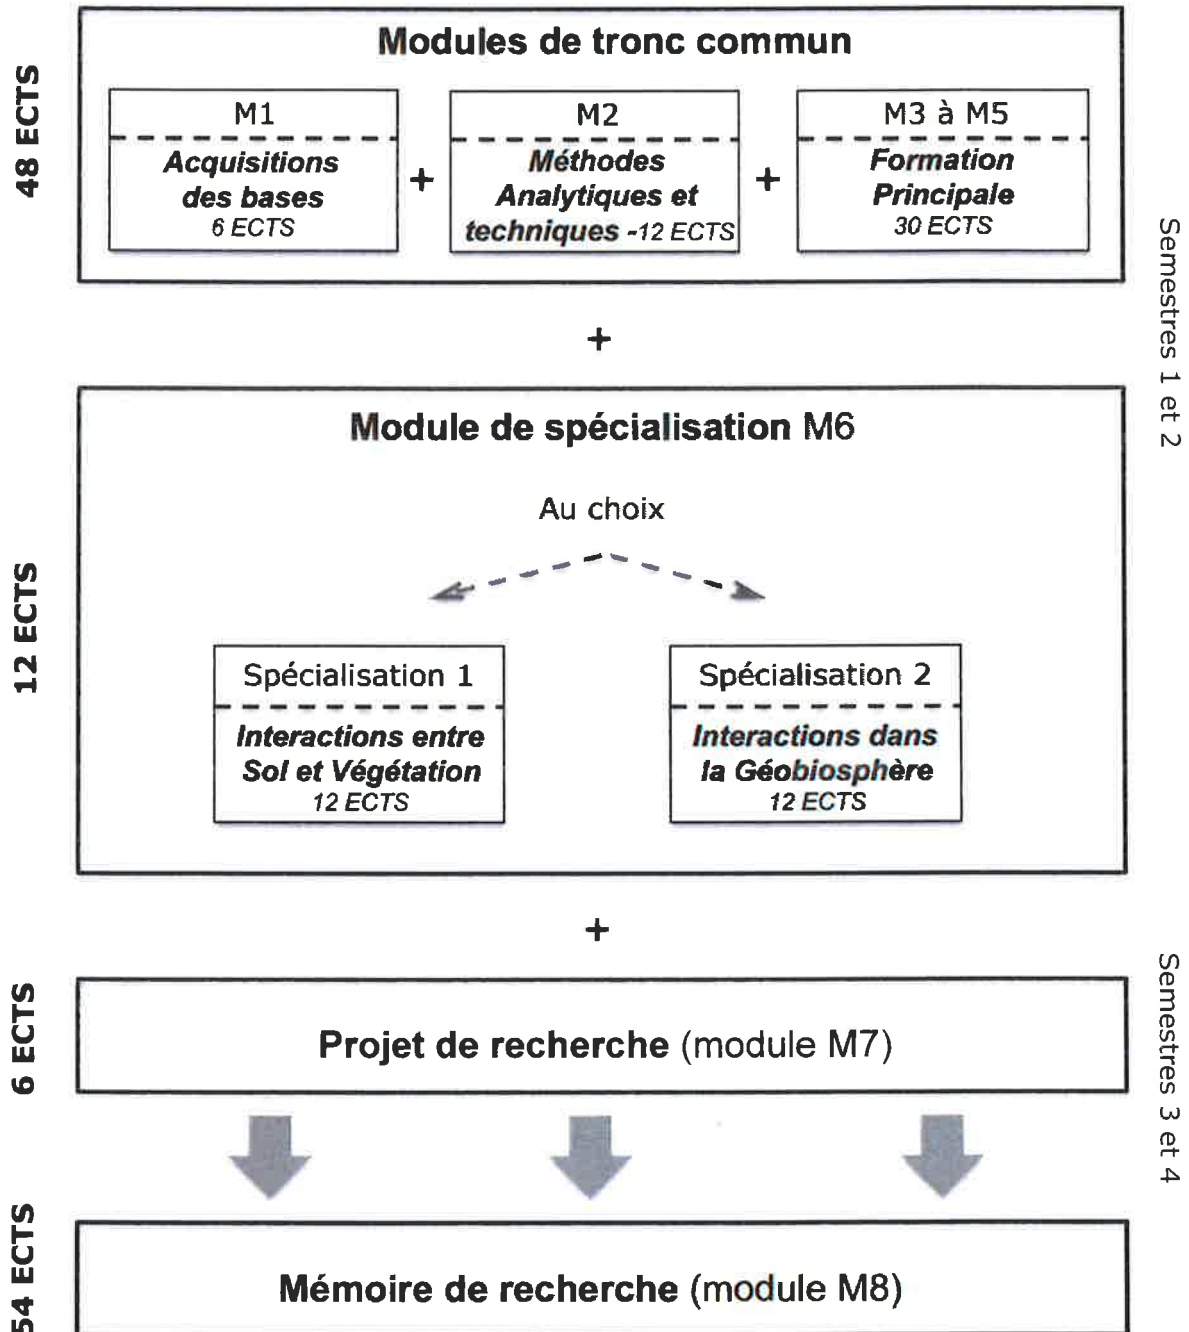 Modules de tronc commun
48 ECTS
M1
Acquisitions
des bases
6 ECTS
+
M2
Méthodes
Analytiques et
techniques -12 ECTS
+
M3 à M5
Formation
Principale
30 ECTS
Semestres 1 et 2
+
Module de spécialisation M6
12 ECTS
Au choix
Spécialisation 1
Interactions entre
Sol et Végétation
12 ECTS
Spécialisation 2
Interactions dans
la Géobiosphère
12 ECTS
+
Semestres 3 et 4
6 ECTS
Projet de recherche (module M7)
54 ECTS
Mémoire de recherche (module M8)